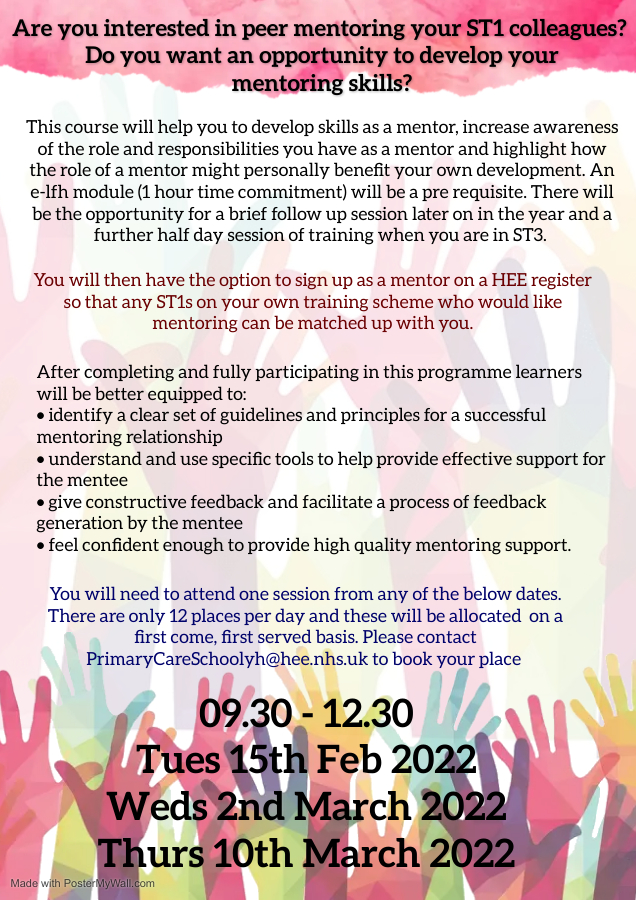 Are you interested in peer mentoring your ST1 colleagues?
Do you want an opportunity to develop your
mentoring skills?
This course will help you to develop skills as a mentor, increase awareness
of the role and responsibilities you have as a mentor and highlight how
the role of a mentor might personally benefit your own development. An
e-lfh module (1 hour time commitment) will be a pre requisite. There will
be the opportunity for a brief follow up session later on in the year and a
further half day session of training when you are in ST3.
You will then have the option to sign up as a mentor on a HEE register
so that any ST1s on your own training scheme who would like
mentoring can be matched up with you.
After completing and fully participating in this programme learners
will be better equipped to:
• identify a clear set of guidelines and principles for a successful
mentoring relationship
• understand and use specific tools to help provide effective support for
the mentee
• give constructive feedback and facilitate a process of feedback
generation by the mentee
• feel confident enough to provide high quality mentoring support.
You will need to attend one session from any of the below dates.
There are only 12 places per day and these will be allocated on a
first come, first served basis. Please contact
PrimaryCareSchoolyh@hee.nhs.uk to book your place
09.30 - 12.30
Tues 15th Feb 2022
Weds 2nd March 2022
Thurs 10th March 2022
Made with PosterMyWall.com